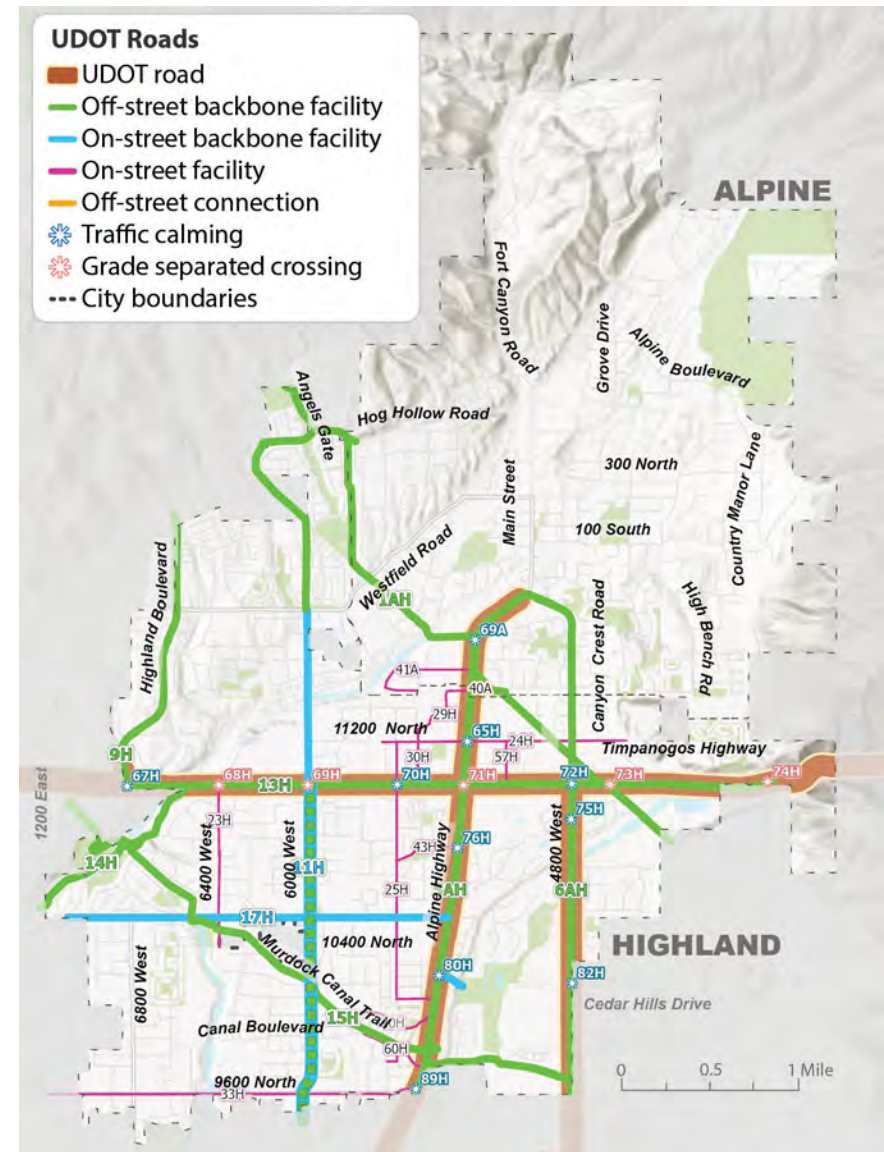 UDOT Roads
UDOT road
Off-street backbone facility
On-street backbone facility
On-street facility
Off-street connection
Traffic calming
Grade separated crossing
City boundaries
ALPINE
Fort Canyon Road
Grove Drive
Alpine Boulevard
Angels Gate
Hog Hollow Road
300 North
Main Street
Country Manor Lane
100 South
Westfield Road
Highland Boulevard
1AH
High Bench Rd
Canyon Crest Road
69A
41A
40A
29H
11200 North
65H
24H
9H
30H
57H
Timpanogos Highway
67H
68H
13H
69H
70H
71H
72H
73H
74H
1200 East
23H
75H
6400 West
6000 West
43H
76H
4800 West
14H
11H
25H
Alpine Highway
AH
6AH
17H
10400 North
HIGHLAND
6800 West
Murdock Canal Trail
80H
82H
Cedar Hills Drive
Canal Boulevard
15H
0H
60H
9600 North
33H
89H
0 0.5 1 Mile